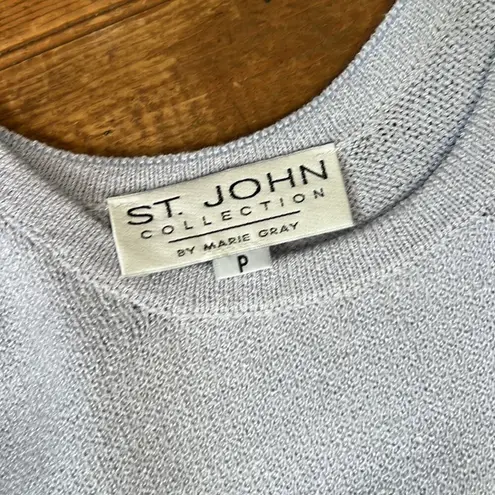 ST. JOHN
COLLECTION
BY MARIE GRAY
P